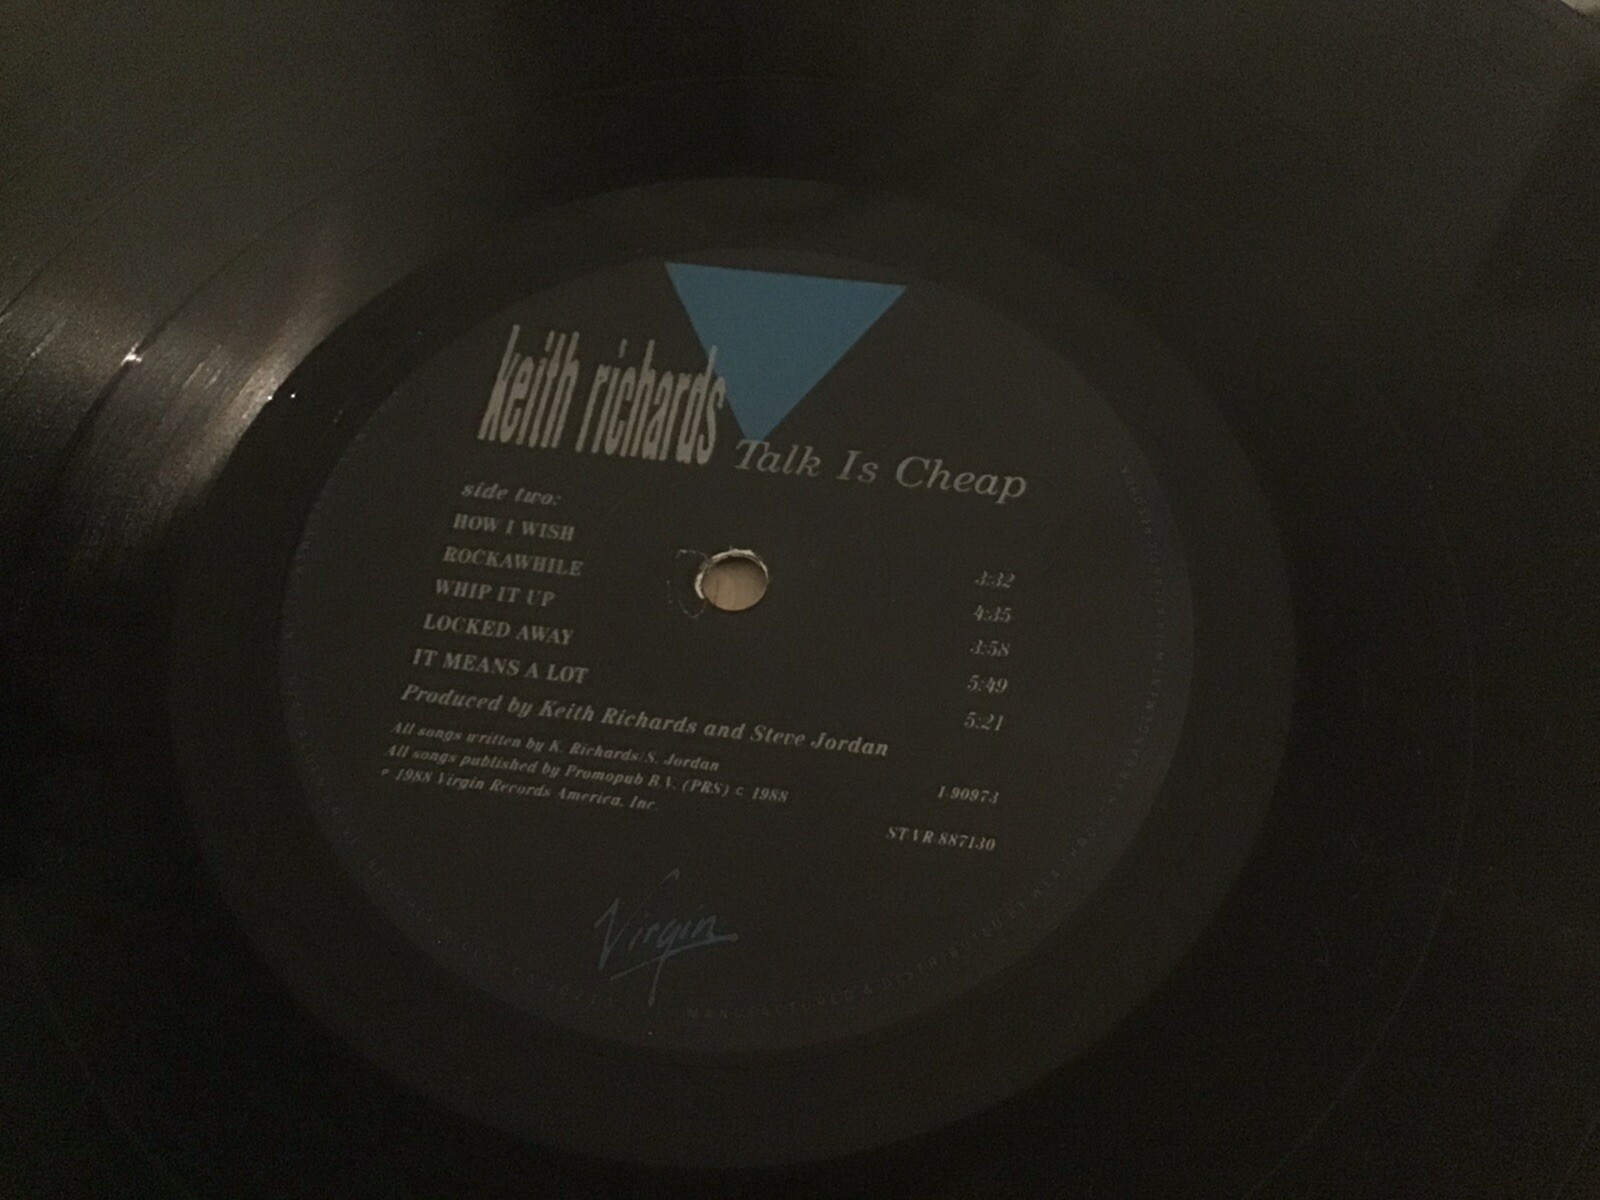 keith richards
Talk Is Cheap
side two:
HOW I WISH 3:32
ROCKAWHILE 4:35
WHIP IT UP 3:58
LOCKED AWAY 5:49
IT MEANS A LOT 5:21
Produced by Keith Richards and Steve Jordan
All songs written by K. Richards/S. Jordan
All songs published by Promopub B.V. (PRS) © 1988
℗ 1988 Virgin Records America, Inc.
1-90973
ST-VR-887130
Virgin
MANUFACTURED & DISTRIBUTED BY